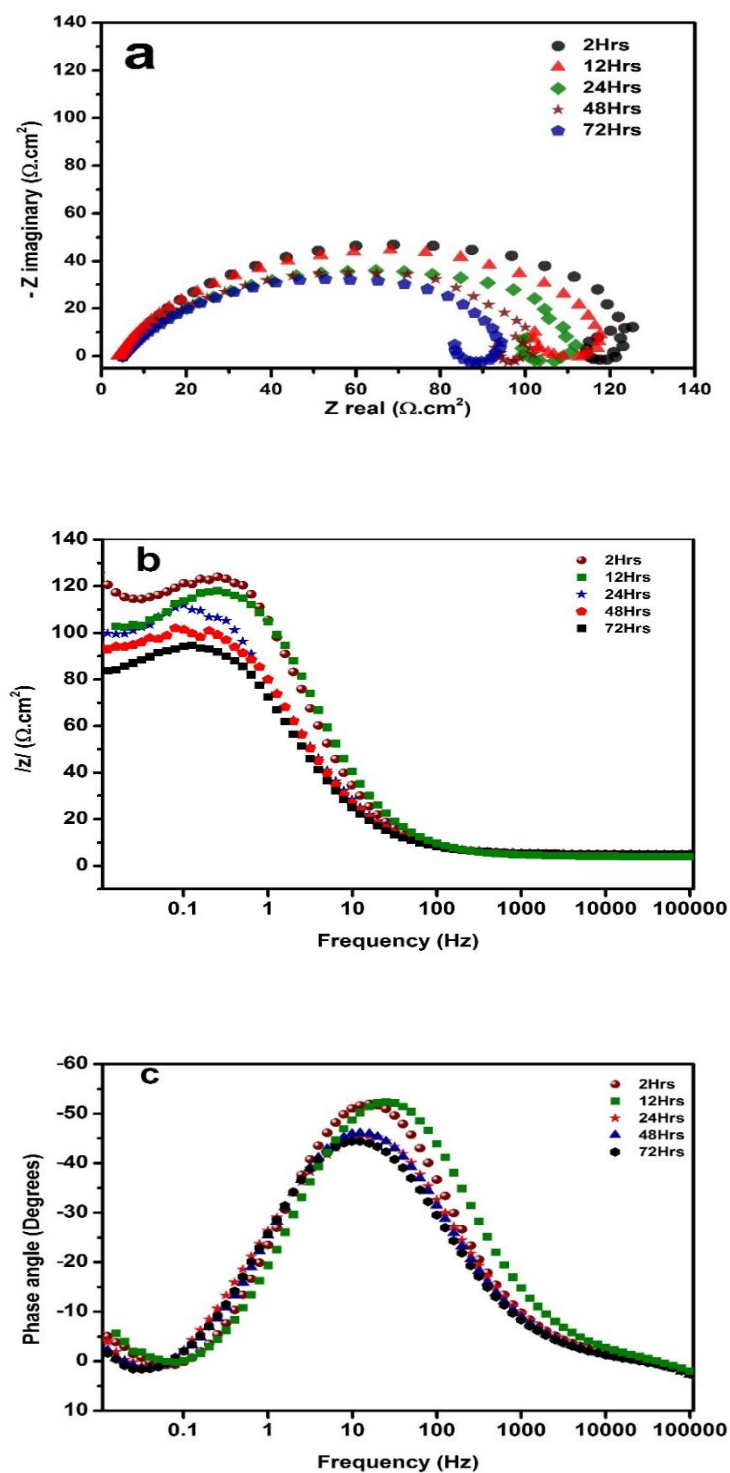 a
2Hrs
12Hrs
24Hrs
48Hrs
72Hrs
140
120
100
80
60
40
20
0
- Z imaginary (Ω.cm²)
0 20 40 60 80 100 120 140
Z real (Ω.cm²)
b
2Hrs
12Hrs
24Hrs
48Hrs
72Hrs
140
120
100
80
60
40
20
0
/z/ (Ω.cm²)
0.1 1 10 100 1000 10000 100000
Frequency (Hz)
c
2Hrs
12Hrs
24Hrs
48Hrs
72Hrs
-60
-50
-40
-30
-20
-10
0
10
Phase angle (Degrees)
0.1 1 10 100 1000 10000 100000
Frequency (Hz)